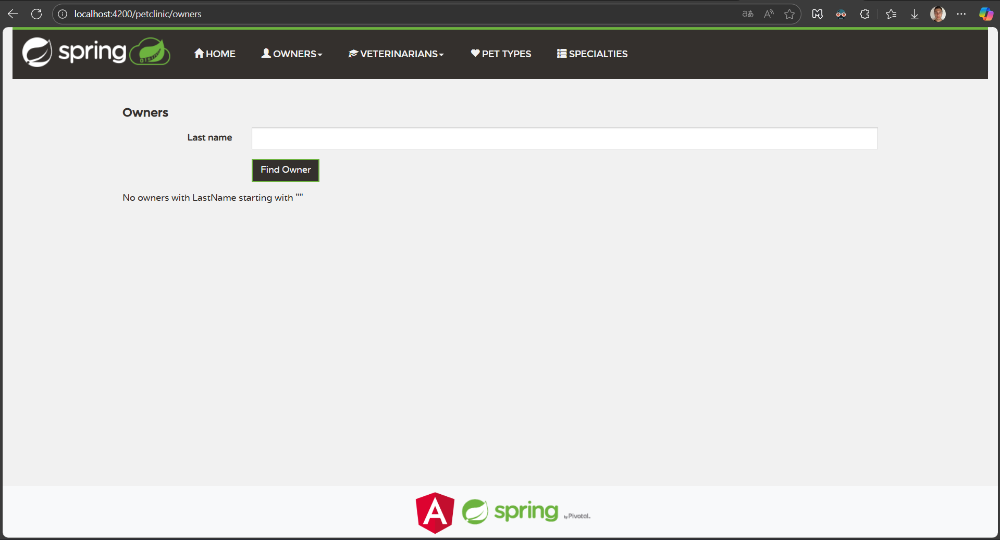 localhost:4200/petclinic/owners
spring
HOME
OWNERS
VETERINARIANS
PET TYPES
SPECIALTIES
Owners
Last name
Find Owner
No owners with LastName starting with ""
A spring by Pivotal.